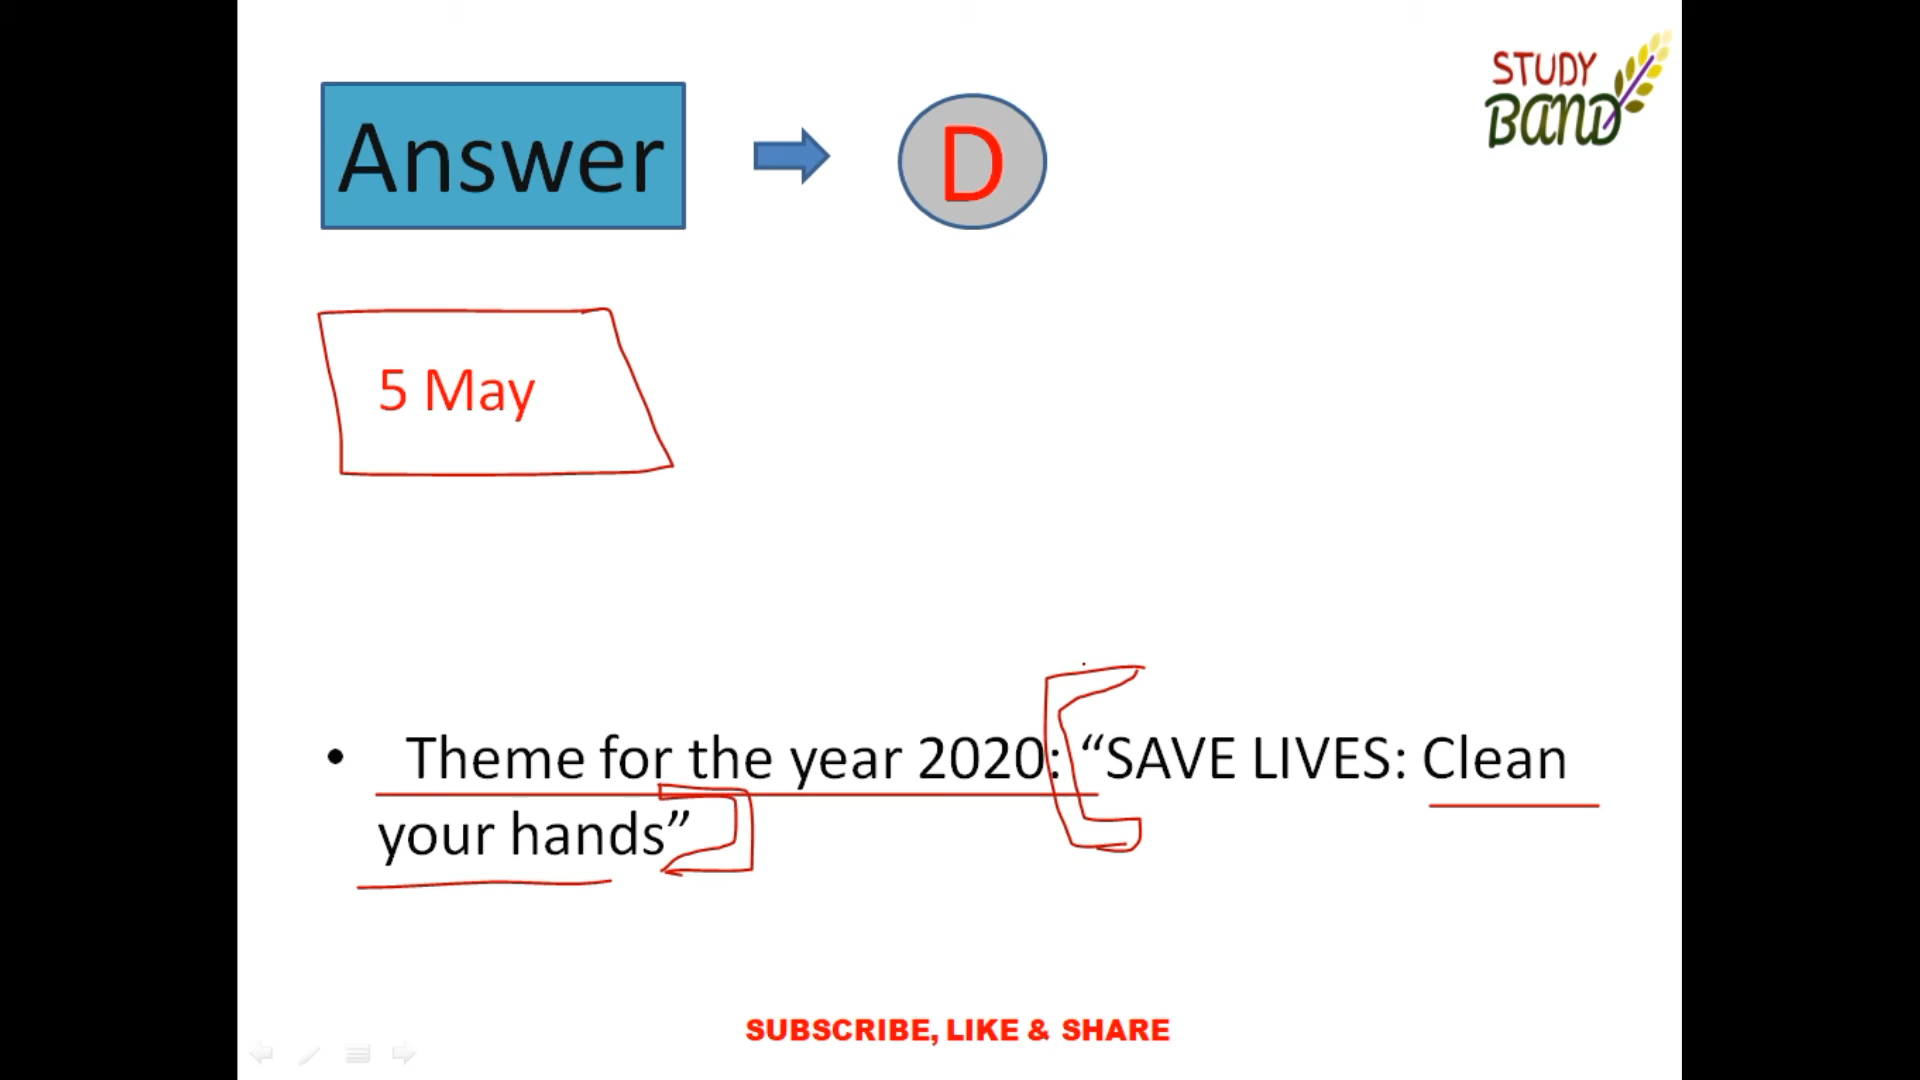 STUDY
BAND
Answer
D
5 May
• Theme for the year 2020: “SAVE LIVES: Clean
your hands”
SUBSCRIBE, LIKE & SHARE